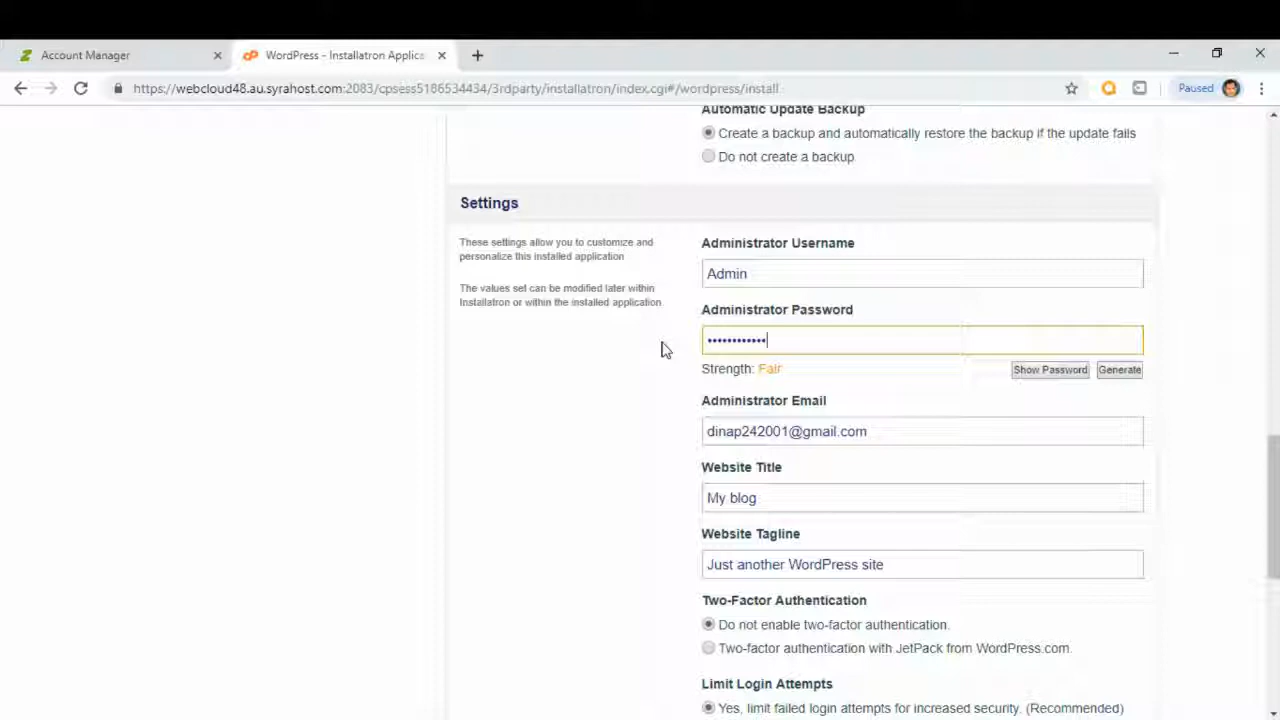 Account Manager
WordPress - Installatron Applica
https://webcloud48.au.syrahost.com:2083/cpsess5186534434/3rdparty/installatron/index.cgi#/wordpress/install
Paused
Automatic Update Backup
Create a backup and automatically restore the backup if the update fails
Do not create a backup
Settings
These settings allow you to customize and
personalize this installed application
The values set can be modified later within
Installatron or within the installed application
Administrator Username
Admin
Administrator Password
••••••••••••
Strength: Fair
Show Password
Generate
Administrator Email
dinap242001@gmail.com
Website Title
My blog
Website Tagline
Just another WordPress site
Two-Factor Authentication
Do not enable two-factor authentication.
Two-factor authentication with JetPack from WordPress.com.
Limit Login Attempts
Yes, limit failed login attempts for increased security. (Recommended)